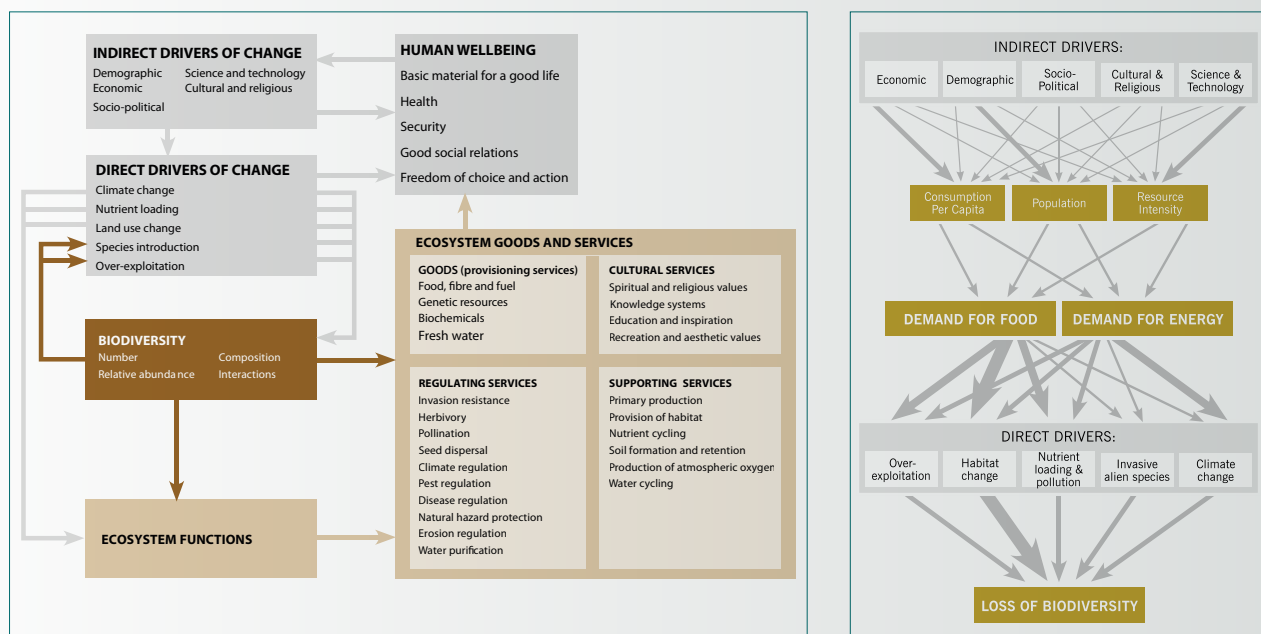 INDIRECT DRIVERS OF CHANGE
Demographic
Economic
Socio-political
Science and technology
Cultural and religious
HUMAN WELLBEING
Basic material for a good life
Health
Security
Good social relations
Freedom of choice and action
DIRECT DRIVERS OF CHANGE
Climate change
Nutrient loading
Land use change
Species introduction
Over-exploitation
BIODIVERSITY
Number
Relative abundance
Composition
Interactions
ECOSYSTEM FUNCTIONS
ECOSYSTEM GOODS AND SERVICES
GOODS (provisioning services)
Food, fibre and fuel
Genetic resources
Biochemicals
Fresh water
CULTURAL SERVICES
Spiritual and religious values
Knowledge systems
Education and inspiration
Recreation and aesthetic values
REGULATING SERVICES
Invasion resistance
Herbivory
Pollination
Seed dispersal
Climate regulation
Pest regulation
Disease regulation
Natural hazard protection
Erosion regulation
Water purification
SUPPORTING SERVICES
Primary production
Provision of habitat
Nutrient cycling
Soil formation and retention
Production of atmospheric oxygen
Water cycling
INDIRECT DRIVERS:
Economic
Demographic
Socio-
Political
Cultural &
Religious
Science &
Technology
Consumption
Per Capita
Population
Resource
Intensity
DEMAND FOR FOOD
DEMAND FOR ENERGY
DIRECT DRIVERS:
Over-
exploitation
Habitat
change
Nutrient
loading &
pollution
Invasive
alien species
Climate
change
LOSS OF BIODIVERSITY